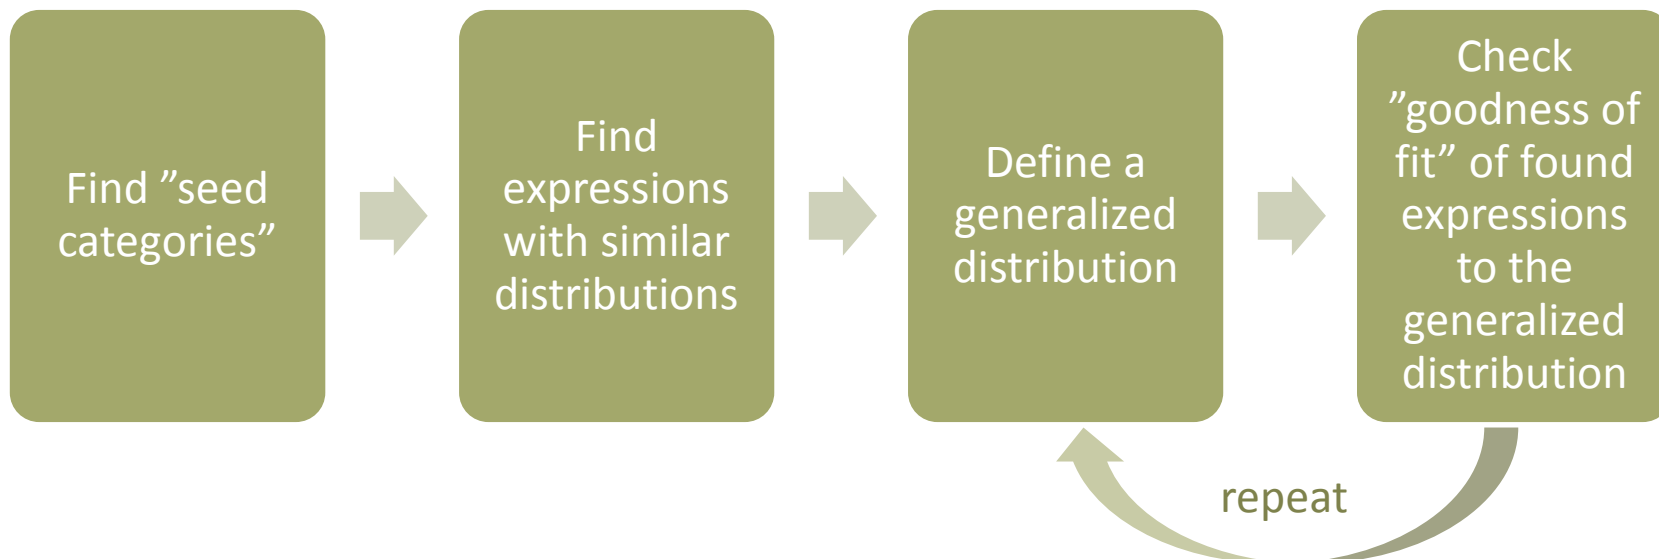 Find ”seed
categories”
Find
expressions
with similar
distributions
Define a
generalized
distribution
Check
”goodness of
fit” of found
expressions
to the
generalized
distribution
repeat